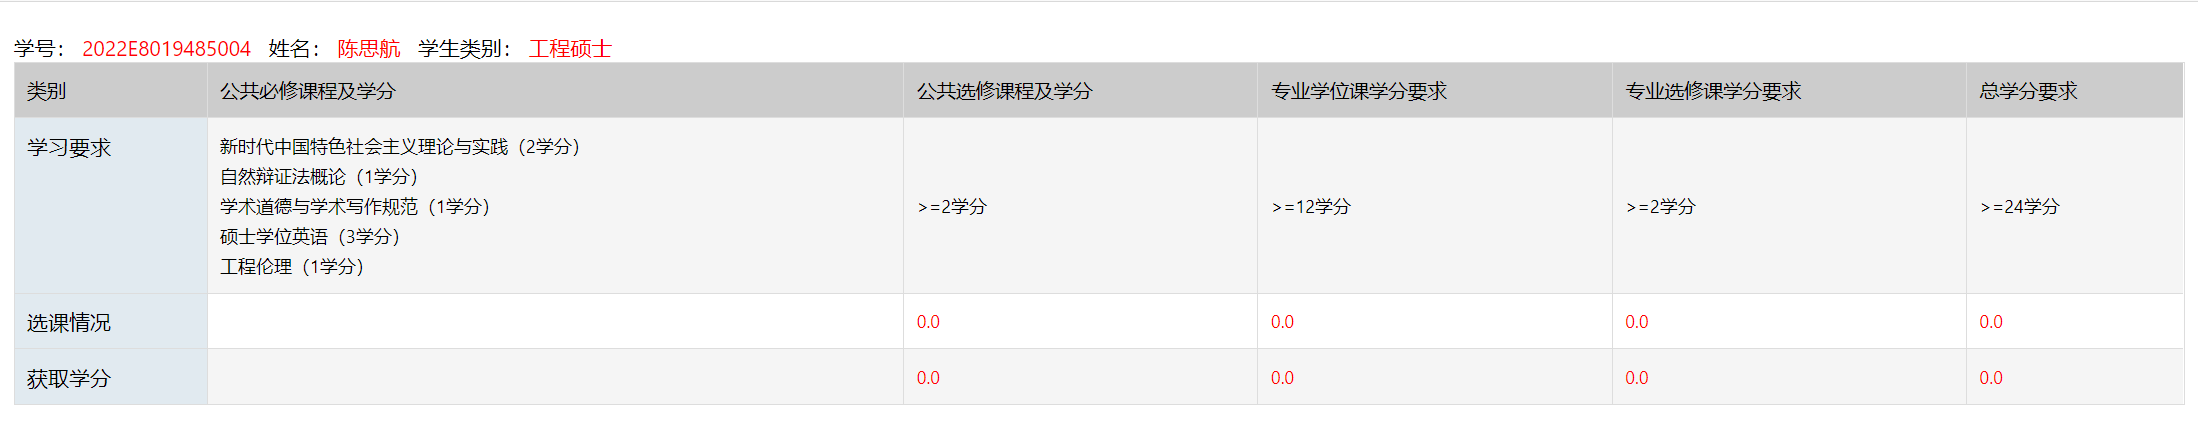 学号： 2022E8019485004 姓名： 陈思航 学生类别： 工程硕士
类别 公共必修课程及学分 公共选修课程及学分 专业学位课学分要求 专业选修课学分要求 总学分要求
学习要求
新时代中国特色社会主义理论与实践（2学分）
自然辩证法概论（1学分）
学术道德与学术写作规范（1学分）
硕士学位英语（3学分）
工程伦理（1学分）
>=2学分 >=12学分 >=2学分 >=24学分
选课情况 0.0 0.0 0.0 0.0
获取学分 0.0 0.0 0.0 0.0